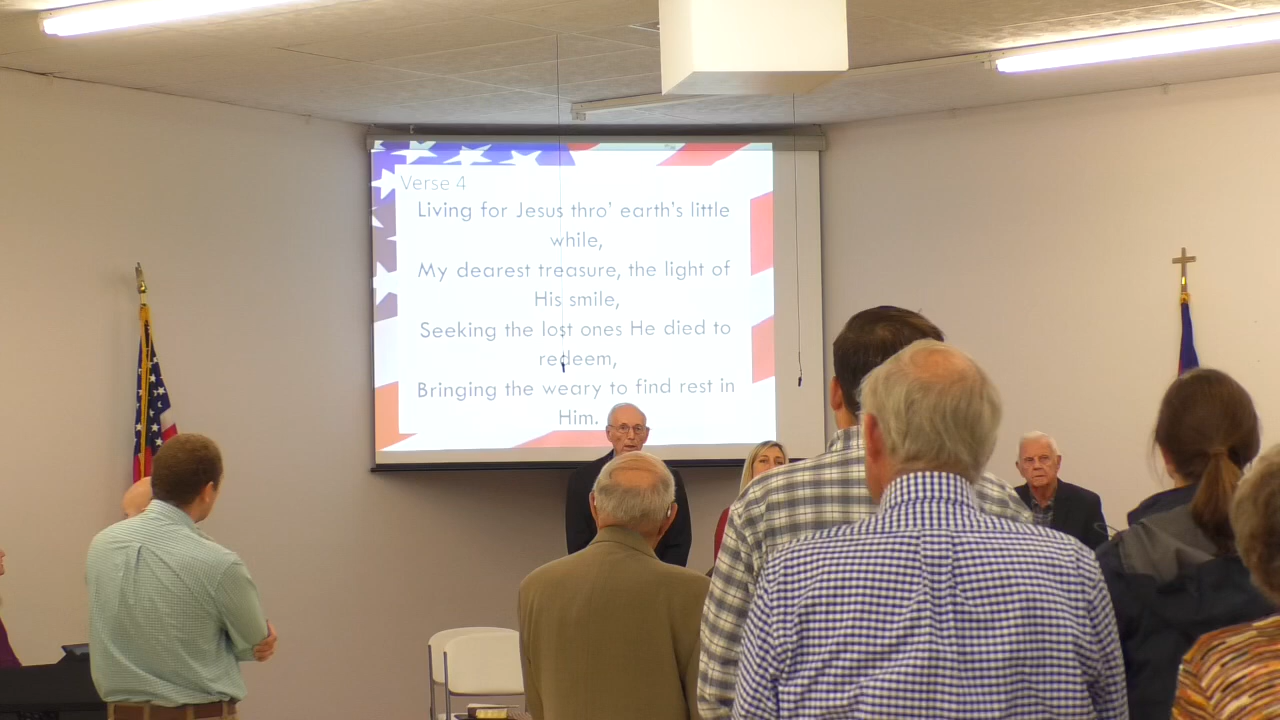 Verse 4
Living for Jesus thro' earth's little
while,
My dearest treasure, the light of
His smile,
Seeking the lost ones He died to
redeem,
Bringing the weary to find rest in
Him.